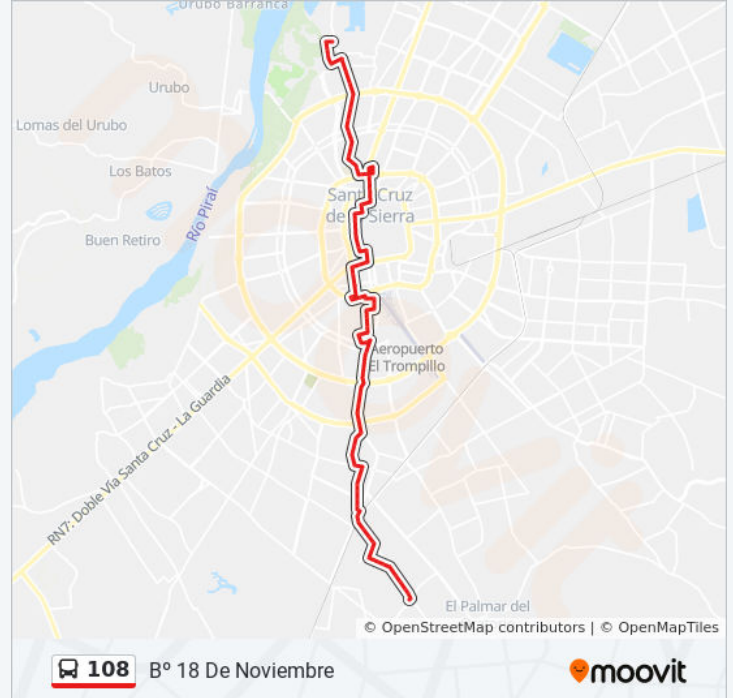 Urubo Barranca
Urubo
Lomas del Urubo
Los Batos
Río Piraí
Buen Retiro
Santa Cruz
de la Sierra
Aeropuerto
El Trompillo
RN7: Doble Vía Santa Cruz - La Guardia
El Palmar del
© OpenStreetMap contributors | © OpenMapTiles
108 Bº 18 De Noviembre
moovit